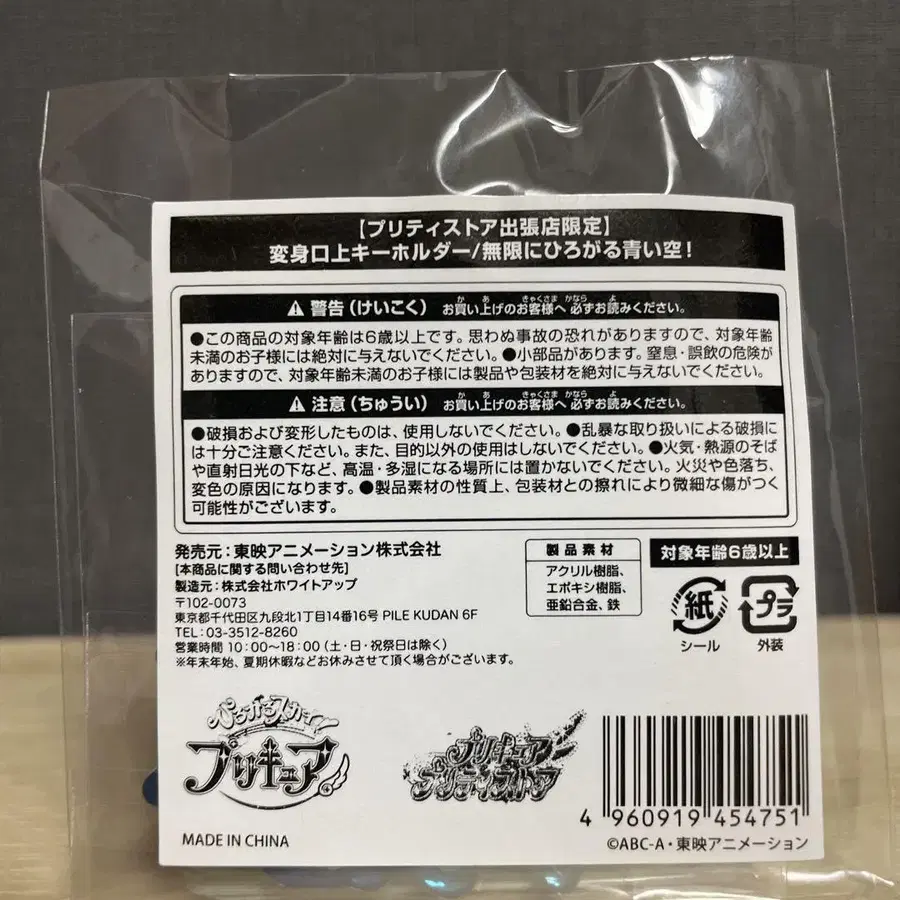 【プリティストア出張店限定】
変身口上キーホルダー/無限にひろがる青い空！
⚠ 警告（けいこく） お買い上げのお客様へ 必ずお読みください。
●この商品の対象年齢は6歳以上です。思わぬ事故の恐れがありますので、対象年齢
未満のお子様には絶対に与えないでください。●小部品があります。窒息・誤飲の危険が
ありますので、対象年齢未満のお子様には製品や包装材を絶対に与えないでください。
⚠ 注意（ちゅうい） お買い上げのお客様へ 必ずお読みください。
●破損および変形したものは、使用しないでください。●乱暴な取り扱いによる破損に
は十分ご注意ください。また、目的以外の使用はしないでください。●火気・熱源のそば
や直射日光の下など、高温・多湿になる場所には置かないでください。火災や色落ち、
変色の原因になります。●製品素材の性質上、包装材との擦れにより微細な傷がつく
可能性がございます。
発売元：東映アニメーション株式会社
[本商品に関する問い合わせ先]
製造元：株式会社ホワイトアップ
〒102-0073
東京都千代田区九段北1丁目14番16号 PILE KUDAN 6F
TEL：03-3512-8260
営業時間 10：00〜18：00（土・日・祝祭日は除く）
※年末年始、夏期休暇などお休みさせて頂く場合がございます。
製品素材
アクリル樹脂、
エポキシ樹脂、
亜鉛合金、鉄
対象年齢6歳以上
紙
シール
プラ
外装
ひろがるスカイ！
プリキュア
プリキュア
プリティストア
MADE IN CHINA
4 960919 454751
©ABC-A・東映アニメーション